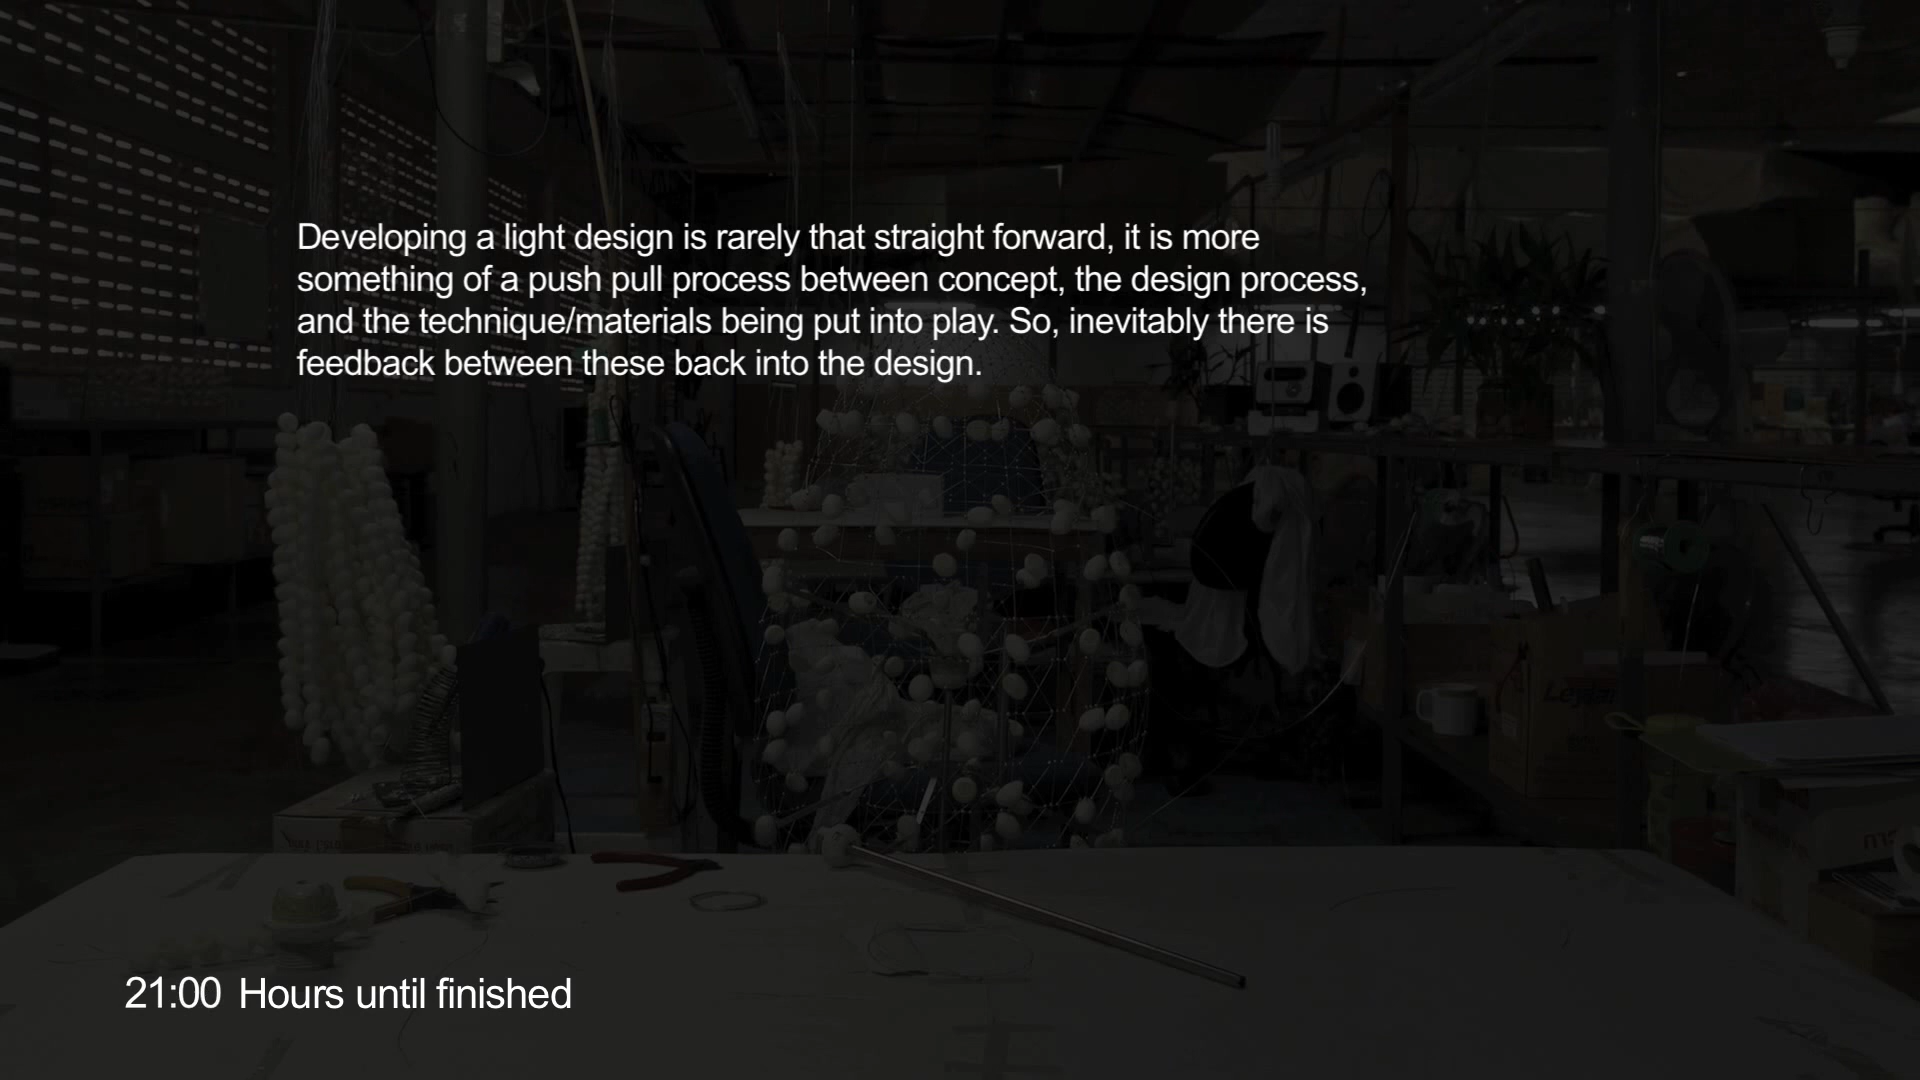 Developing a light design is rarely that straight forward, it is more
something of a push pull process between concept, the design process,
and the technique/materials being put into play. So, inevitably there is
feedback between these back into the design.
21:00 Hours until finished